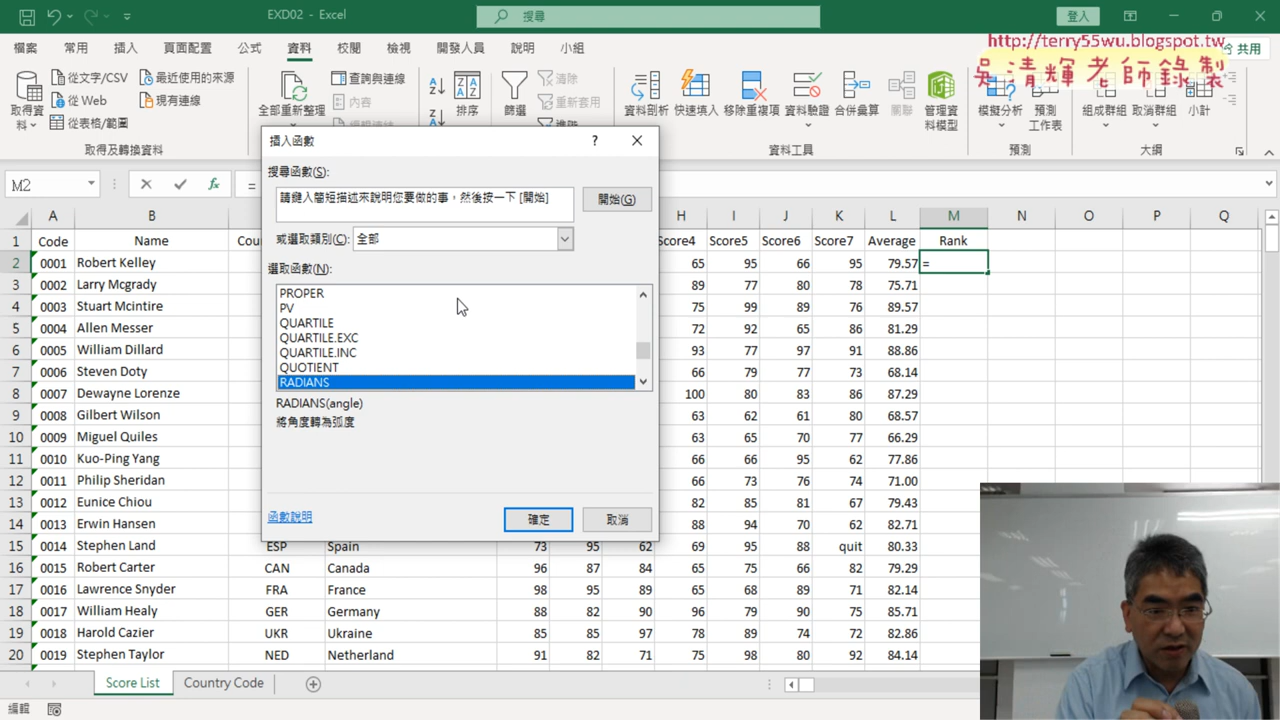 EXD02 - Excel
搜尋
登入
檔案 常用 插入 頁面配置 公式 資料 校閱 檢視 開發人員 說明 小組
共用
http://terry55wu.blogspot.tw
吳清輝老師錄製
取得資料
從文字/CSV
從 Web
從表格/範圍
最近使用的來源
現有連線
取得及轉換資料
全部重新整理
查詢與連線
內容
排序
篩選
清除
重新套用
進階
資料剖析 快速填入 移除重複項 資料驗證 合併彙算 關聯 管理資料模型
資料工具
模擬分析 預測工作表
預測
組成群組 取消群組 小計
大綱
M2
=
插入函數
搜尋函數(S):
請鍵入簡短描述來說明您要做的事，然後按一下 [開始]
開始(G)
或選取類別(C): 全部
選取函數(N):
PROPER
PV
QUARTILE
QUARTILE.EXC
QUARTILE.INC
QUOTIENT
RADIANS
RADIANS(angle)
將角度轉為弧度
函數說明
確定
取消
A B H I J K L M N O P Q
1 Code Name Cou Score4 Score5 Score6 Score7 Average Rank
2 0001 Robert Kelley 65 95 66 95 79.57 =
3 0002 Larry Mcgrady 89 77 80 78 75.71
4 0003 Stuart Mcintire 75 99 89 76 89.57
5 0004 Allen Messer 72 92 65 86 81.29
6 0005 William Dillard 93 77 97 91 88.86
7 0006 Steven Doty 66 79 77 73 68.14
8 0007 Dewayne Lorenze 100 80 83 86 87.29
9 0008 Gilbert Wilson 63 62 61 80 68.57
10 0009 Miguel Quiles 63 65 70 77 66.29
11 0010 Kuo-Ping Yang 66 66 95 62 77.86
12 0011 Philip Sheridan 66 73 76 74 71.00
13 0012 Eunice Chiou 82 85 81 67 79.43
14 0013 Erwin Hansen 88 94 70 62 82.71
15 0014 Stephen Land ESP Spain 73 95 62 69 95 88 quit 80.33
16 0015 Robert Carter CAN Canada 96 87 84 65 75 66 82 79.29
17 0016 Lawrence Snyder FRA France 98 95 89 65 68 89 71 82.14
18 0017 William Healy GER Germany 88 82 90 96 79 90 75 85.71
19 0018 Harold Cazier UKR Ukraine 85 85 97 78 89 74 72 82.86
20 0019 Stephen Taylor NED Netherland 91 82 71 75 98 80 92 84.14
Score List Country Code
編輯